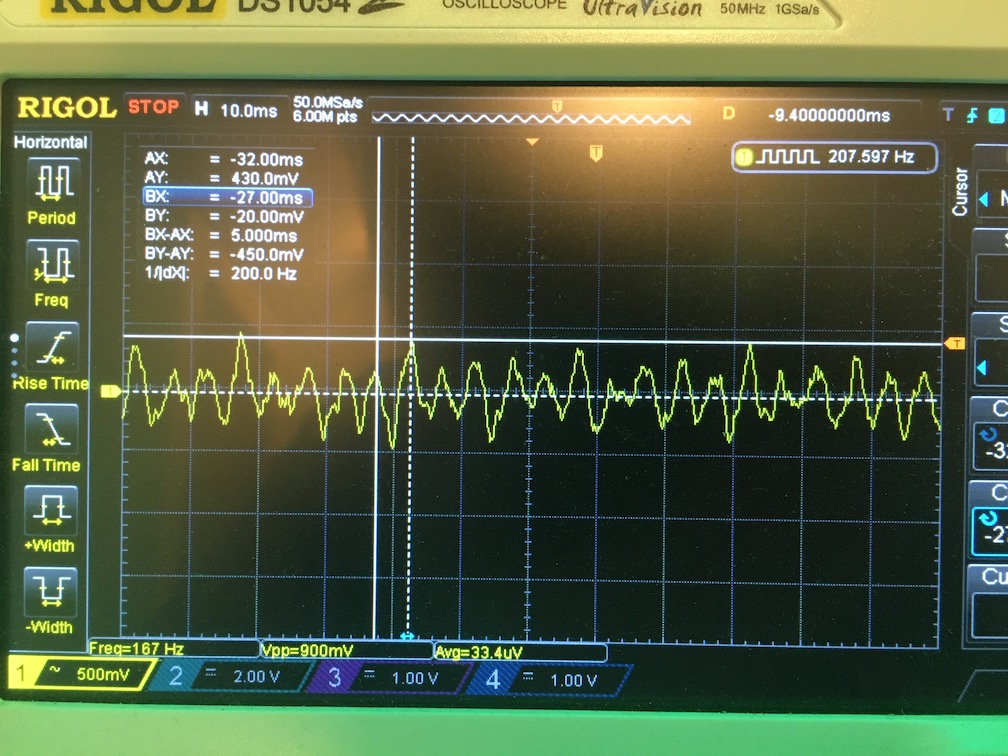 RIGOL DS1054Z OSCILLOSCOPE UltraVision 50MHz 1GSa/s
RIGOL STOP H 10.0ms 50.0MSa/s 6.00M pts D -9.40000000ms T 2
Horizontal
Period
Freq
Rise Time
Fall Time
+Width
-Width
AX: = -32.00ms
AY: = 430.0mV
BX: = -27.00ms
BY: = -20.00mV
BX-AX: = 5.000ms
BY-AY: = -450.0mV
1/|dX|: = 200.0 Hz
1 207.597 Hz
T
T
T
1
Cursor
M
S
C
-3
C
-2
Cu
Freq=167 Hz Vpp=900mV Avg=33.4uV
1 ~ 500mV 2 = 2.00 V 3 = 1.00 V 4 = 1.00 V